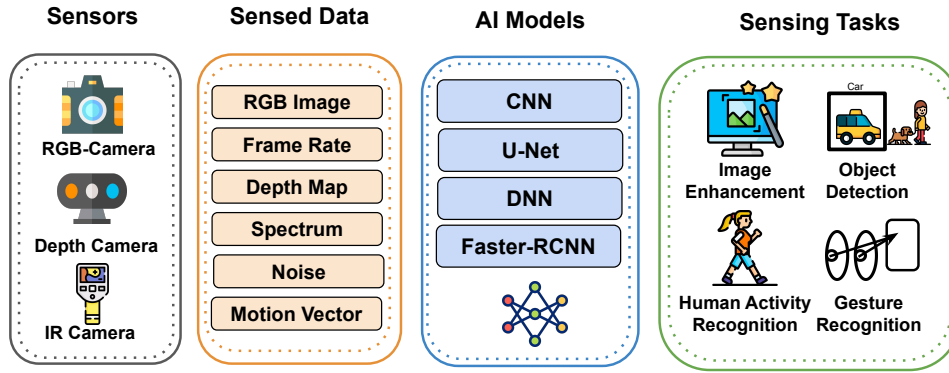 Sensors
RGB-Camera
Depth Camera
IR Camera
Sensed Data
RGB Image
Frame Rate
Depth Map
Spectrum
Noise
Motion Vector
AI Models
CNN
U-Net
DNN
Faster-RCNN
Sensing Tasks
Image
Enhancement
Car
Object
Detection
Human Activity
Recognition
Gesture
Recognition